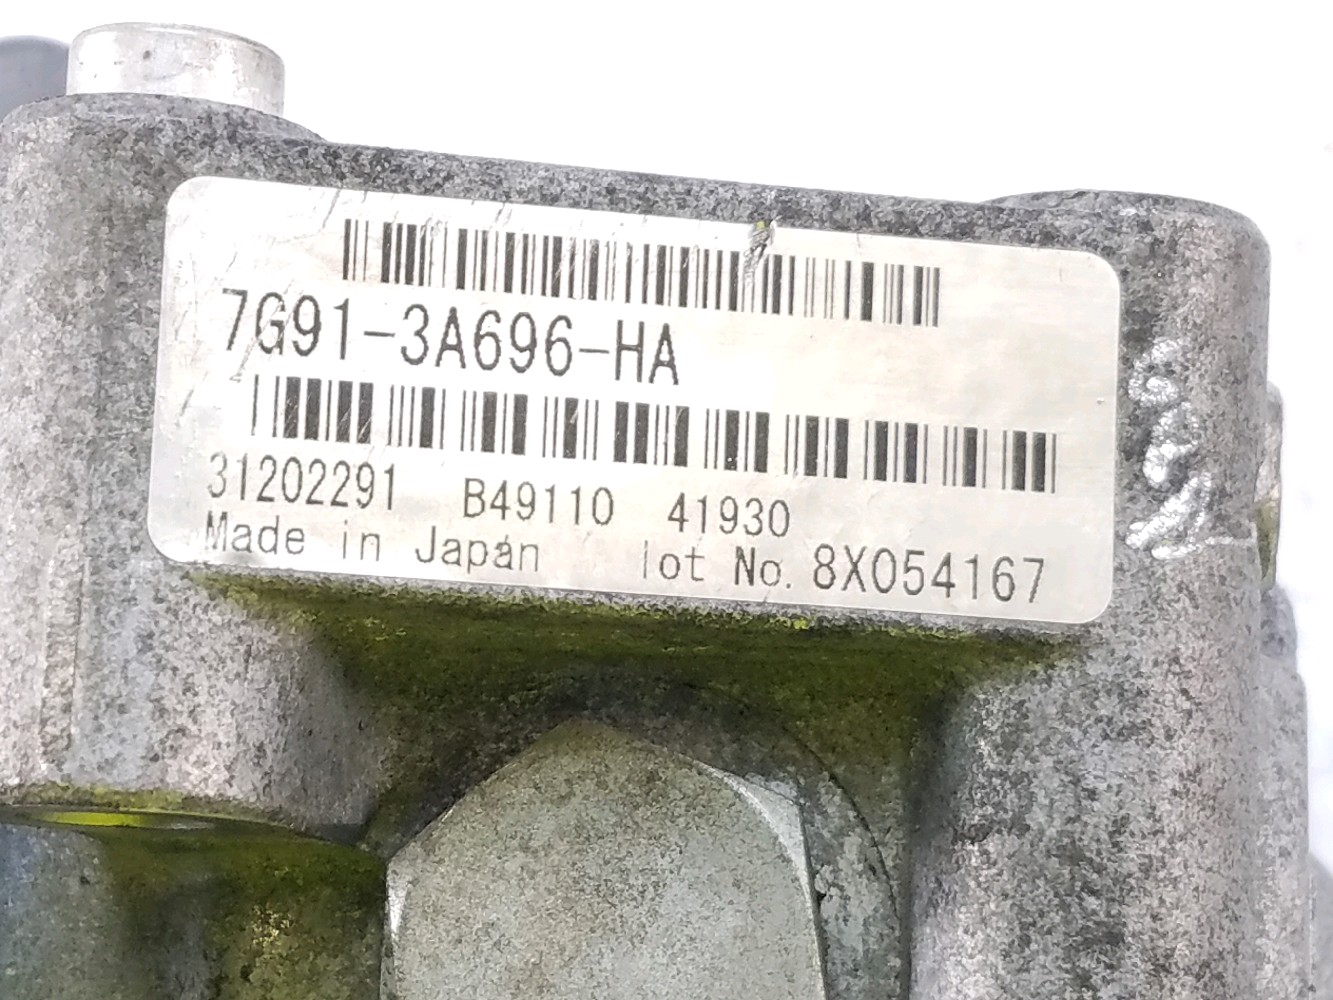 7G91-3A696-HA
31202291 B49110 41930
Made in Japan lot No. 8X054167